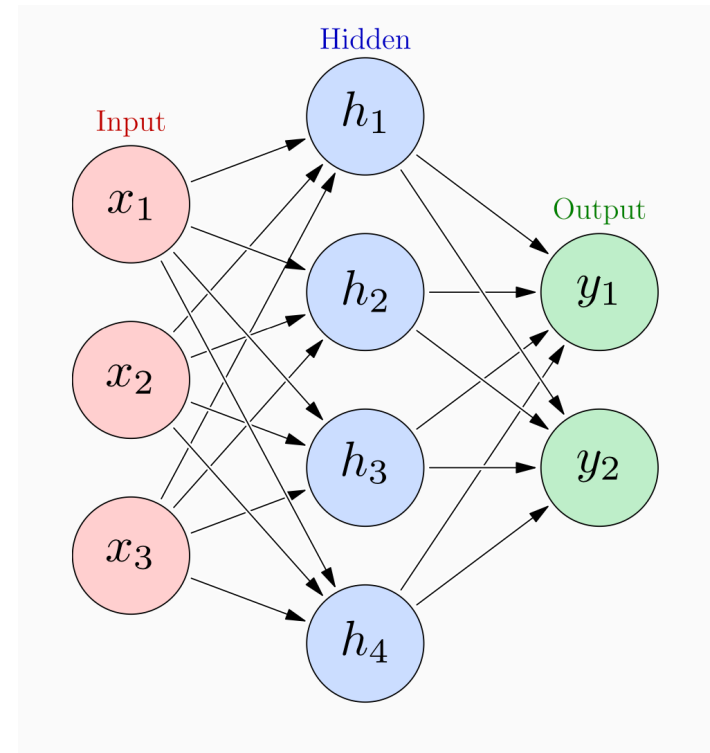 Hidden
h₁
Input
x₁
Output
h₂
y₁
x₂
h₃
y₂
x₃
h₄